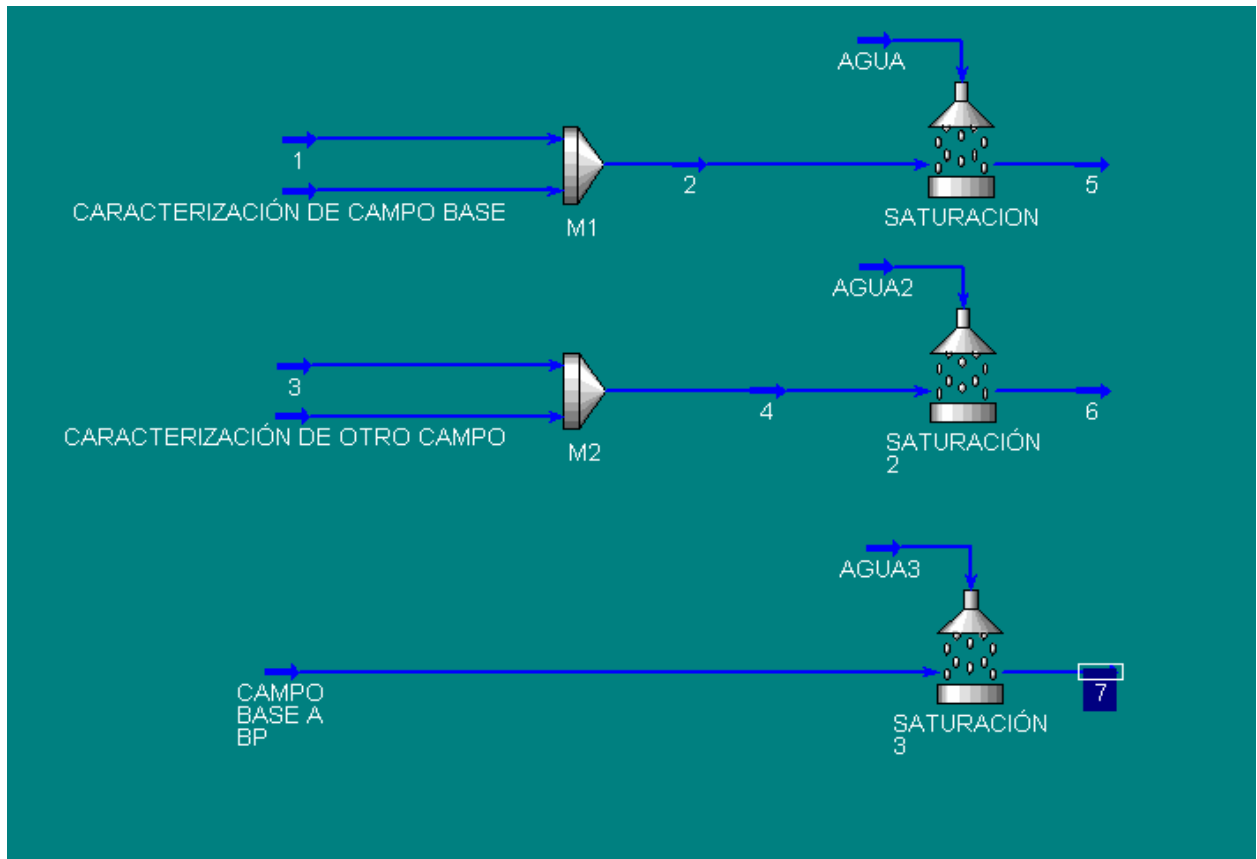 AGUA
1
2
5
CARACTERIZACIÓN DE CAMPO BASE
M1
SATURACION
AGUA2
3
4
6
CARACTERIZACIÓN DE OTRO CAMPO
M2
SATURACIÓN
2
AGUA3
CAMPO
BASE A
BP
7
SATURACIÓN
3